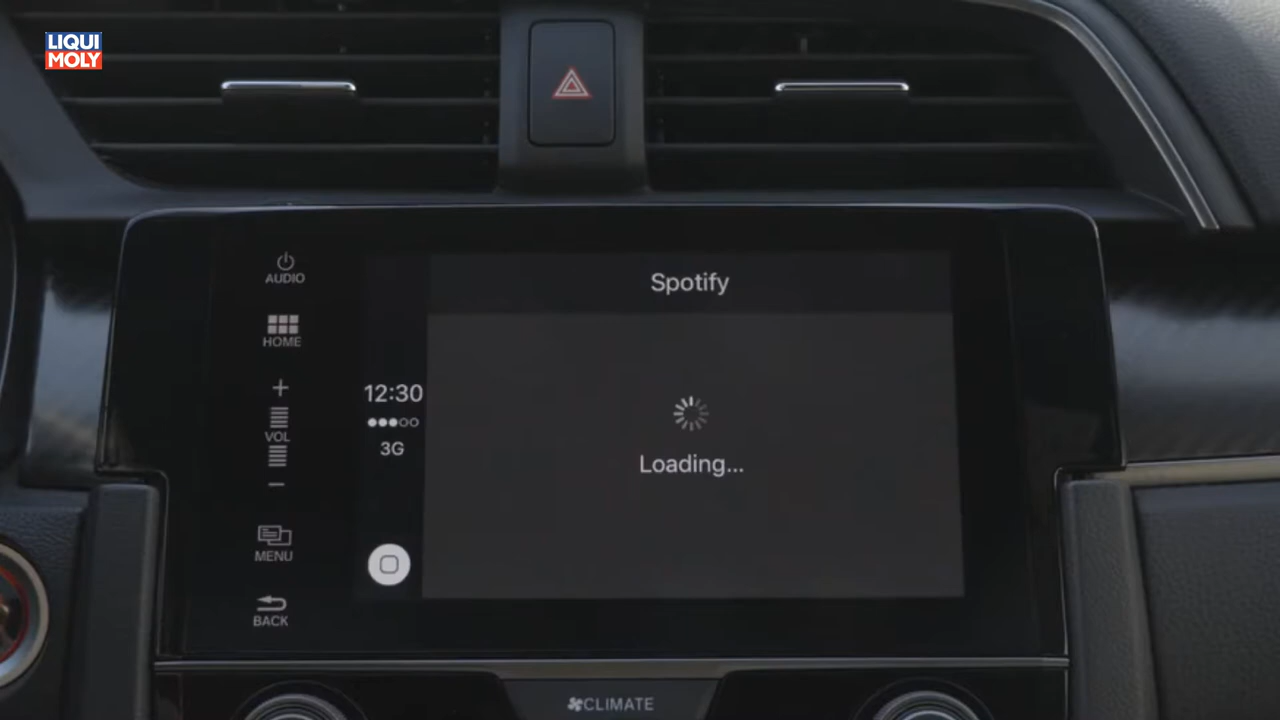 LIQUI
MOLY
AUDIO
HOME
+
VOL
−
MENU
BACK
12:30
3G
Spotify
Loading...
CLIMATE